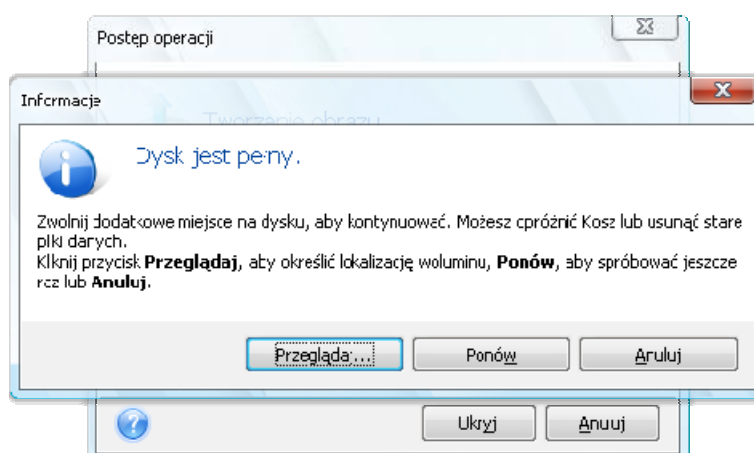 Postęp operacji
Informacje
Tworzenie obrazu
Dysk jest pełny.
Zwolnij dodatkowe miejsce na dysku, aby kontynuować. Możesz opróżnić Kosz lub usunąć stare
pliki danych.
Kliknij przycisk Przeglądaj, aby określić lokalizację woluminu, Ponów, aby spróbować jeszcze
raz lub Anuluj.
Przeglądaj...
Ponów
Anuluj
Ukryj
Anuluj